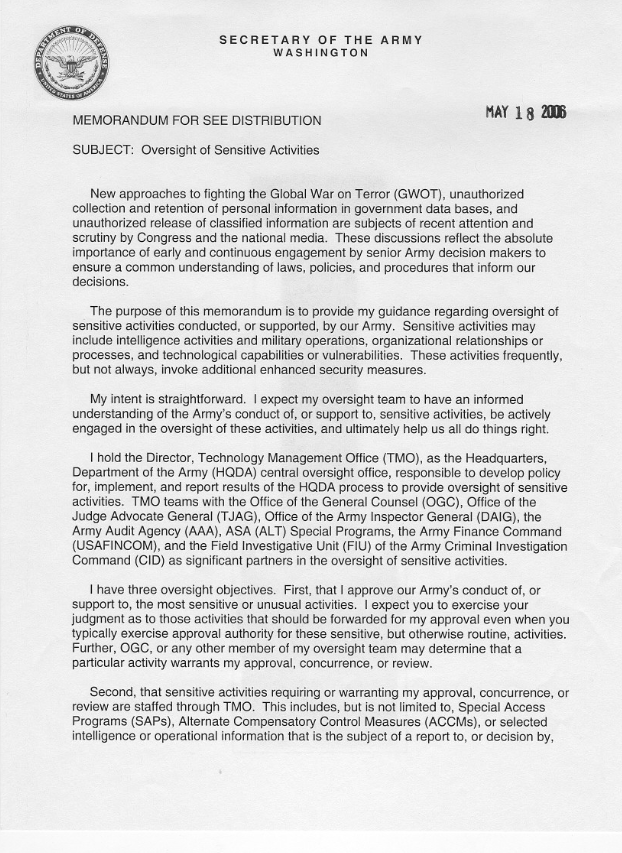 SECRETARY OF THE ARMY
WASHINGTON
DEPARTMENT OF DEFENSE
UNITED STATES OF AMERICA
MAY 18 2006
MEMORANDUM FOR SEE DISTRIBUTION
SUBJECT: Oversight of Sensitive Activities
New approaches to fighting the Global War on Terror (GWOT), unauthorized
collection and retention of personal information in government data bases, and
unauthorized release of classified information are subjects of recent attention and
scrutiny by Congress and the national media. These discussions reflect the absolute
importance of early and continuous engagement by senior Army decision makers to
ensure a common understanding of laws, policies, and procedures that inform our
decisions.
The purpose of this memorandum is to provide my guidance regarding oversight of
sensitive activities conducted, or supported, by our Army. Sensitive activities may
include intelligence activities and military operations, organizational relationships or
processes, and technological capabilities or vulnerabilities. These activities frequently,
but not always, invoke additional enhanced security measures.
My intent is straightforward. I expect my oversight team to have an informed
understanding of the Army's conduct of, or support to, sensitive activities, be actively
engaged in the oversight of these activities, and ultimately help us all do things right.
I hold the Director, Technology Management Office (TMO), as the Headquarters,
Department of the Army (HQDA) central oversight office, responsible to develop policy
for, implement, and report results of the HQDA process to provide oversight of sensitive
activities. TMO teams with the Office of the General Counsel (OGC), Office of the
Judge Advocate General (TJAG), Office of the Army Inspector General (DAIG), the
Army Audit Agency (AAA), ASA (ALT) Special Programs, the Army Finance Command
(USAFINCOM), and the Field Investigative Unit (FIU) of the Army Criminal Investigation
Command (CID) as significant partners in the oversight of sensitive activities.
I have three oversight objectives. First, that I approve our Army's conduct of, or
support to, the most sensitive or unusual activities. I expect you to exercise your
judgment as to those activities that should be forwarded for my approval even when you
typically exercise approval authority for these sensitive, but otherwise routine, activities.
Further, OGC, or any other member of my oversight team may determine that a
particular activity warrants my approval, concurrence, or review.
Second, that sensitive activities requiring or warranting my approval, concurrence, or
review are staffed through TMO. This includes, but is not limited to, Special Access
Programs (SAPs), Alternate Compensatory Control Measures (ACCMs), or selected
intelligence or operational information that is the subject of a report to, or decision by,